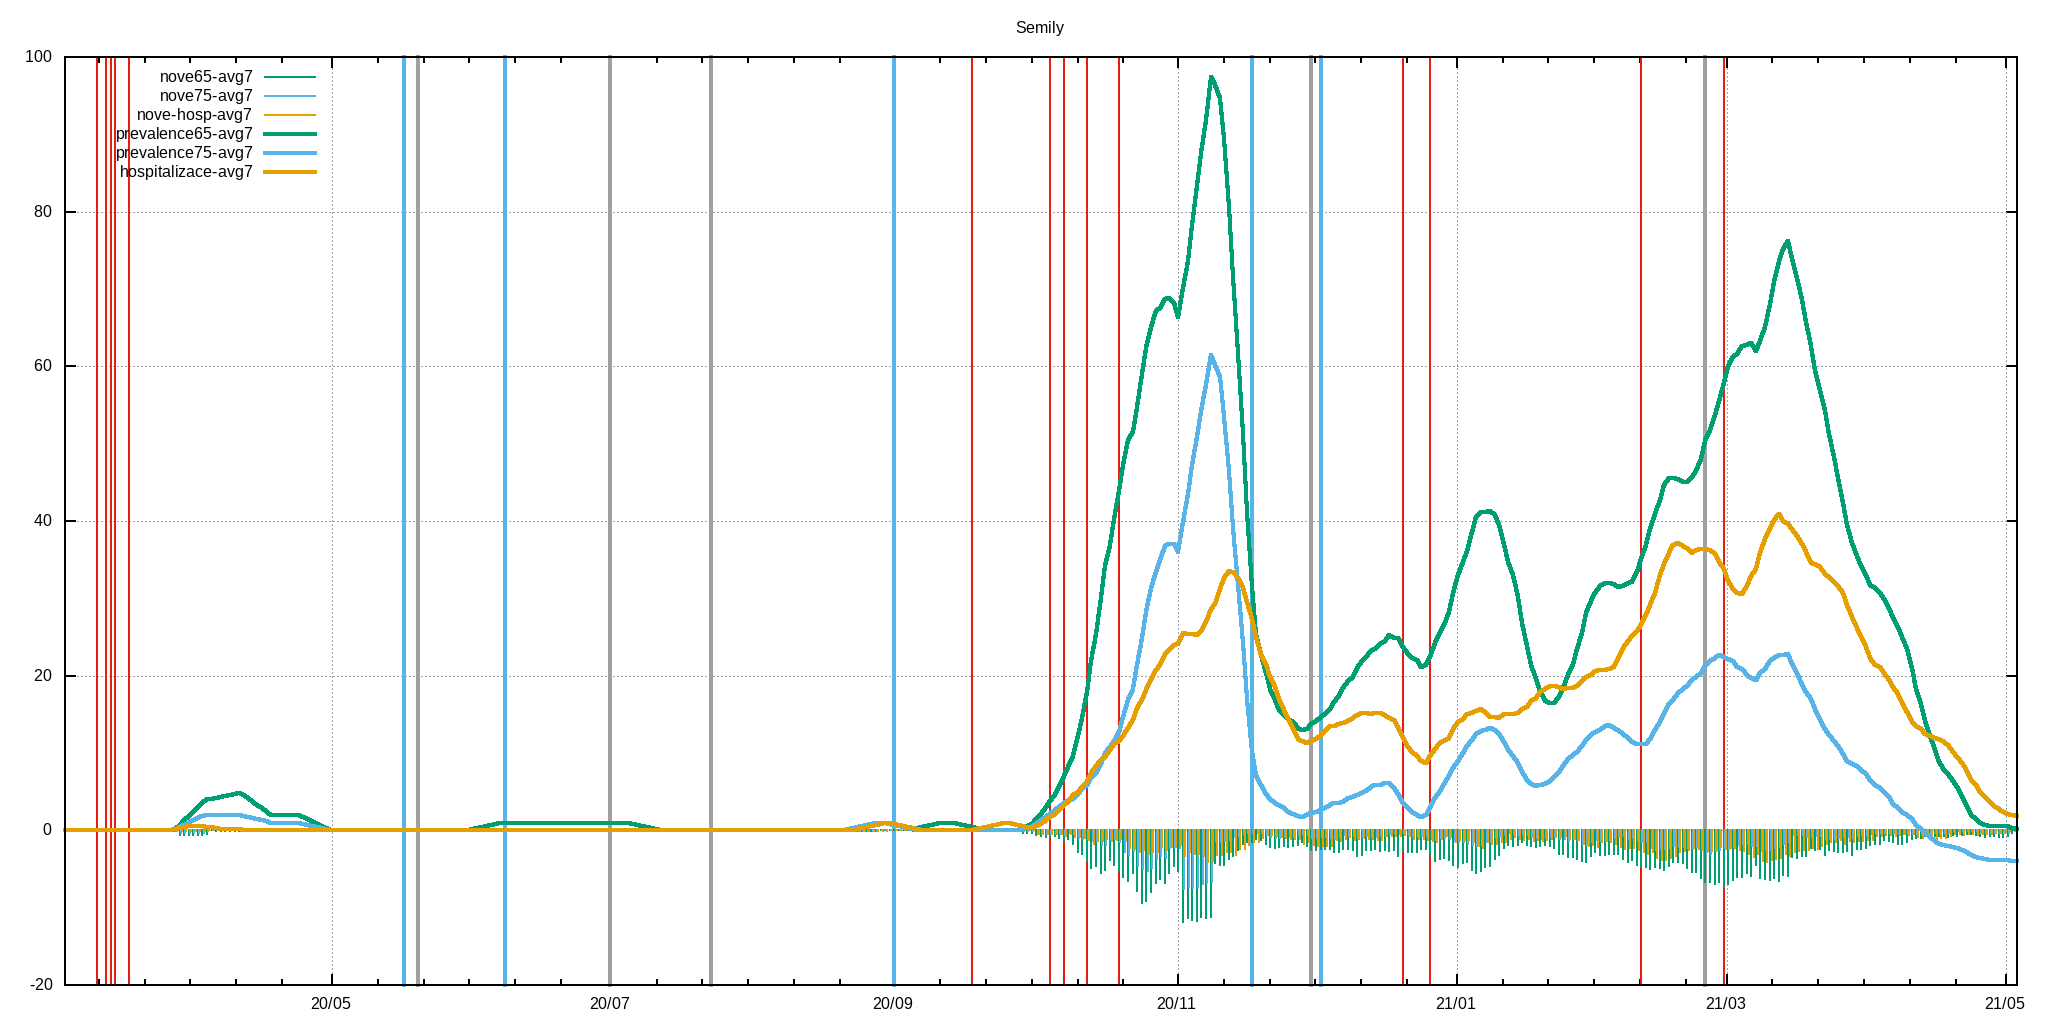 Semily
100
nove65-avg7
nove75-avg7
nove-hosp-avg7
prevalence65-avg7
prevalence75-avg7
hospitalizace-avg7
80
60
40
20
0
-20
20/05 20/07 20/09 20/11 21/01 21/03 21/05